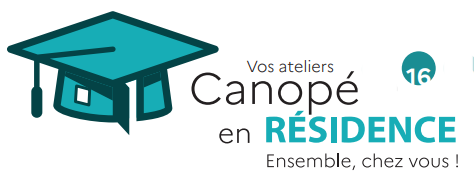 Vos ateliers
Canopé 16
en RÉSIDENCE
Ensemble, chez vous !